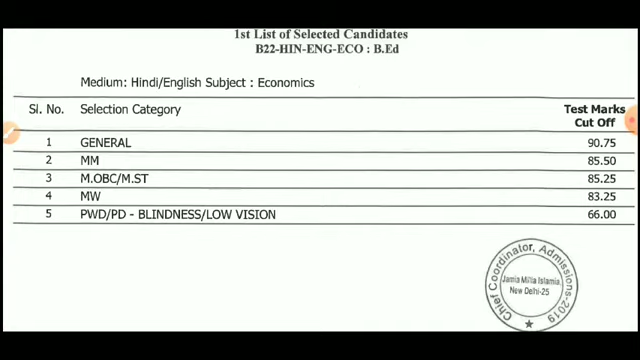 1st List of Selected Candidates
B22-HIN-ENG-ECO : B.Ed
Medium: Hindi/English Subject : Economics
Sl. No. Selection Category Test Marks Cut Off
1 GENERAL 90.75
2 MM 85.50
3 M.OBC/M.ST 85.25
4 MW 83.25
5 PWD/PD - BLINDNESS/LOW VISION 66.00
Chief Coordinator, Admissions-2019
Jamia Millia Islamia
New Delhi-25